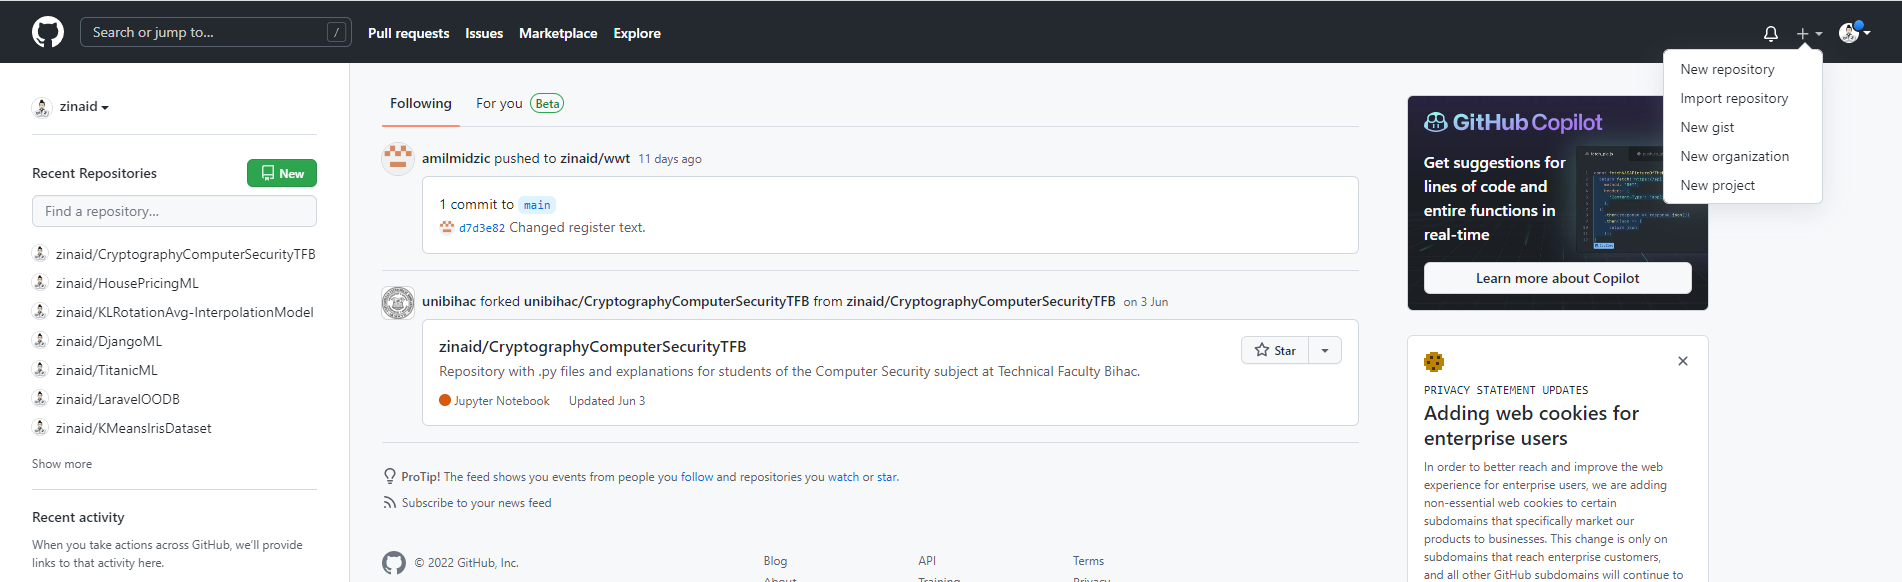 Search or jump to...
/
Pull requests
Issues
Marketplace
Explore
New repository
Import repository
New gist
New organization
New project
zinaid
Recent Repositories
New
Find a repository...
zinaid/CryptographyComputerSecurityTFB
zinaid/HousePricingML
zinaid/KLRotationAvg-InterpolationModel
zinaid/DjangoML
zinaid/TitanicML
zinaid/LaravelOODB
zinaid/KMeansIrisDataset
Show more
Recent activity
When you take actions across GitHub, we'll provide
links to that activity here.
Following
For you Beta
amilmidzic pushed to zinaid/wwt 11 days ago
1 commit to main
d7d3e82 Changed register text.
unibihac forked unibihac/CryptographyComputerSecurityTFB from zinaid/CryptographyComputerSecurityTFB on 3 Jun
zinaid/CryptographyComputerSecurityTFB
Star
Repository with .py files and explanations for students of the Computer Security subject at Technical Faculty Bihac.
Jupyter Notebook Updated Jun 3
ProTip! The feed shows you events from people you follow and repositories you watch or star.
Subscribe to your news feed
© 2022 GitHub, Inc.
Blog
API
Terms
About
Training
Privacy
GitHub Copilot
Get suggestions for
lines of code and
entire functions in
real-time
Learn more about Copilot
PRIVACY STATEMENT UPDATES
Adding web cookies for
enterprise users
In order to better reach and improve the web
experience for enterprise users, we are adding
non-essential web cookies to certain
subdomains that specifically market our
products to businesses. This change is only on
subdomains that reach enterprise customers,
and all other GitHub subdomains will continue to